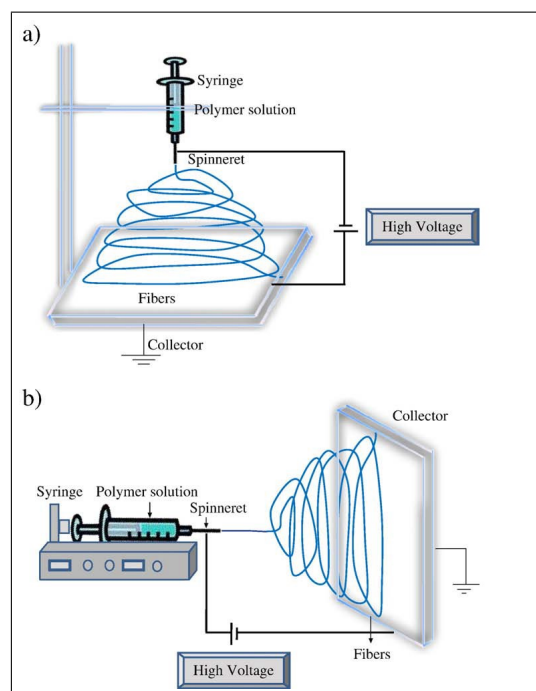 a)
Syringe
Polymer solution
Spinneret
High Voltage
Fibers
Collector
b)
Collector
Syringe
Polymer solution
Spinneret
Fibers
High Voltage